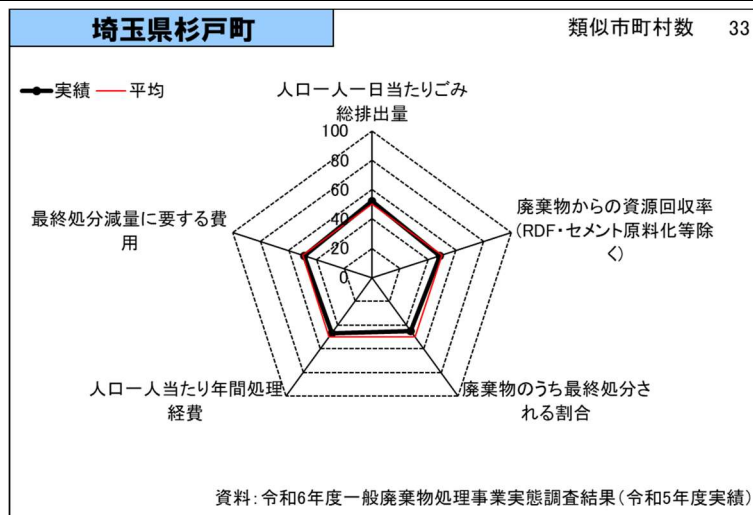 埼玉県杉戸町
類似市町村数 33
実績
平均
人口一人一日当たりごみ
総排出量
100
80
60
40
20
0
廃棄物からの資源回収率
(RDF・セメント原料化等除
く)
最終処分減量に要する費
用
人口一人当たり年間処理
経費
廃棄物のうち最終処分さ
れる割合
資料：令和6年度一般廃棄物処理事業実態調査結果(令和5年度実績)